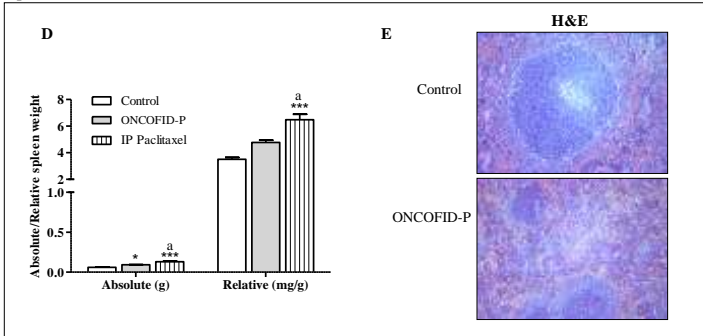 D
Absolute/Relative spleen weight
8
6
4
2
1.0
0.5
0.0
Control
ONCOFID-P
IP Paclitaxel
*
a
***
a
***
Absolute (g)
Relative (mg/g)
E
H&E
Control
ONCOFID-P